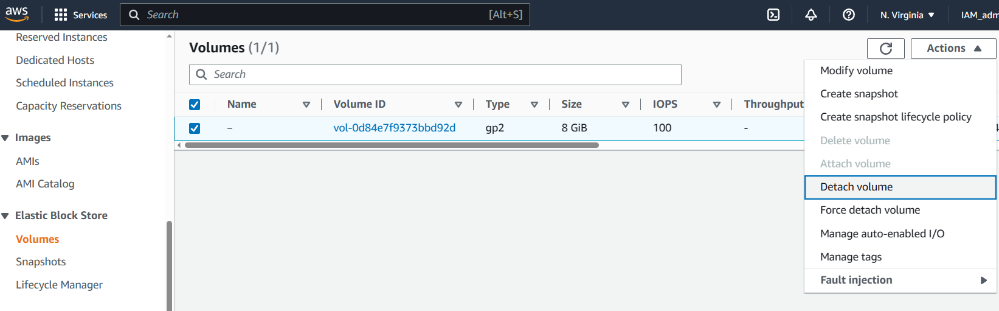 aws Services Search [Alt+S] N. Virginia IAM_adm
Reserved Instances
Dedicated Hosts
Scheduled Instances
Capacity Reservations
Images
AMIs
AMI Catalog
Elastic Block Store
Volumes
Snapshots
Lifecycle Manager
Volumes (1/1)
Actions
Search
Name Volume ID Type Size IOPS Throughput
– vol-0d84e7f9373bbd92d gp2 8 GiB 100 -
Modify volume
Create snapshot
Create snapshot lifecycle policy
Delete volume
Attach volume
Detach volume
Force detach volume
Manage auto-enabled I/O
Manage tags
Fault injection